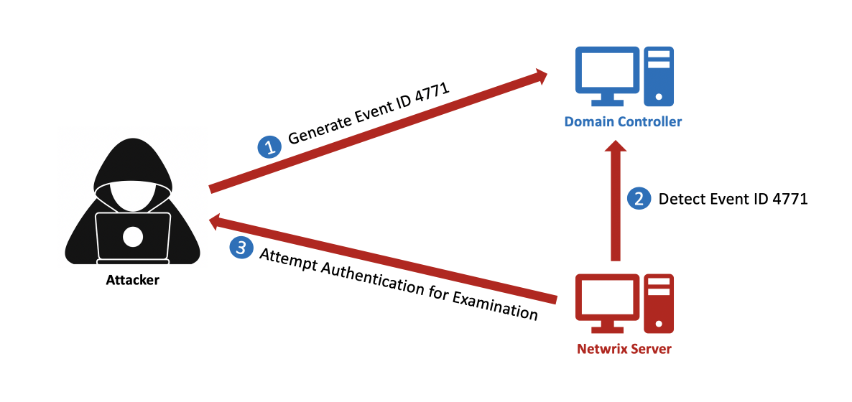 1 Generate Event ID 4771
Domain Controller
2 Detect Event ID 4771
3 Attempt Authentication for Examination
Attacker
Netwrix Server